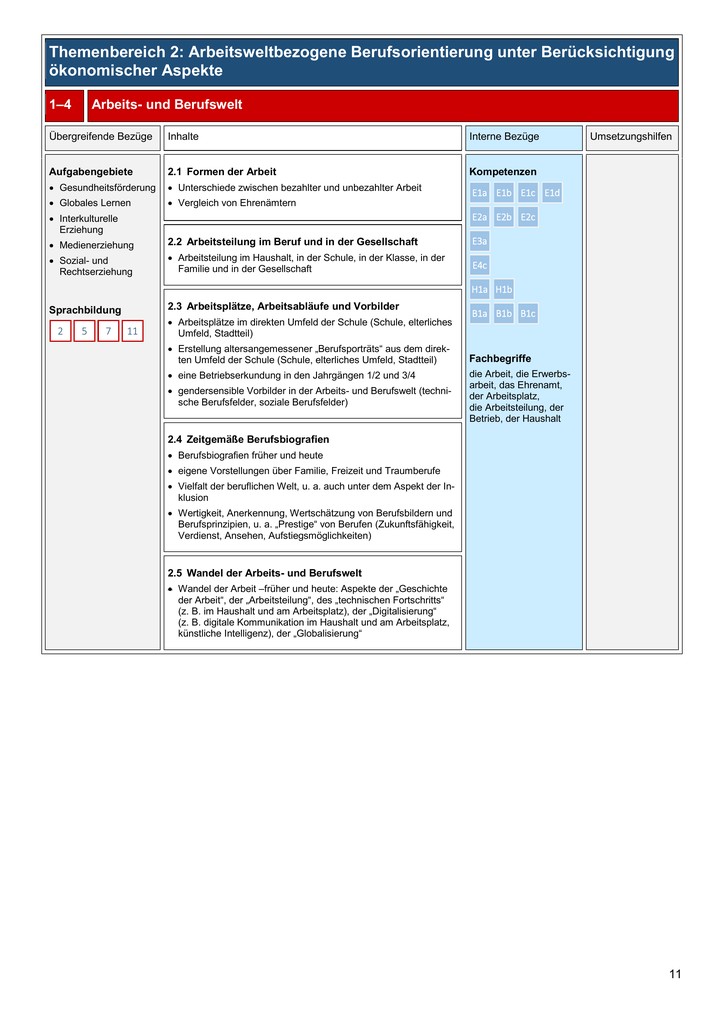 Themenbereich 2: Arbeitsweltbezogene Berufsorientierung unter Berücksichtigung
ökonomischer Aspekte
1–4 Arbeits- und Berufswelt
Übergreifende Bezüge Inhalte Interne Bezüge Umsetzungshilfen
Aufgabengebiete
• Gesundheitsförderung
• Globales Lernen
• Interkulturelle
Erziehung
• Medienerziehung
• Sozial- und
Rechtserziehung
Sprachbildung
2 5 7 11
2.1 Formen der Arbeit
• Unterschiede zwischen bezahlter und unbezahlter Arbeit
• Vergleich von Ehrenämtern
2.2 Arbeitsteilung im Beruf und in der Gesellschaft
• Arbeitsteilung im Haushalt, in der Schule, in der Klasse, in der
Familie und in der Gesellschaft
2.3 Arbeitsplätze, Arbeitsabläufe und Vorbilder
• Arbeitsplätze im direkten Umfeld der Schule (Schule, elterliches
Umfeld, Stadtteil)
• Erstellung altersangemessener „Berufsporträts“ aus dem direk-
ten Umfeld der Schule (Schule, elterliches Umfeld, Stadtteil)
• eine Betriebserkundung in den Jahrgängen 1/2 und 3/4
• gendersensible Vorbilder in der Arbeits- und Berufswelt (techni-
sche Berufsfelder, soziale Berufsfelder)
2.4 Zeitgemäße Berufsbiografien
• Berufsbiografien früher und heute
• eigene Vorstellungen über Familie, Freizeit und Traumberufe
• Vielfalt der beruflichen Welt, u. a. auch unter dem Aspekt der In-
klusion
• Wertigkeit, Anerkennung, Wertschätzung von Berufsbildern und
Berufsprinzipien, u. a. „Prestige“ von Berufen (Zukunftsfähigkeit,
Verdienst, Ansehen, Aufstiegsmöglichkeiten)
2.5 Wandel der Arbeits- und Berufswelt
• Wandel der Arbeit –früher und heute: Aspekte der „Geschichte
der Arbeit“, der „Arbeitsteilung“, des „technischen Fortschritts“
(z. B. im Haushalt und am Arbeitsplatz), der „Digitalisierung“
(z. B. digitale Kommunikation im Haushalt und am Arbeitsplatz,
künstliche Intelligenz), der „Globalisierung“
Kompetenzen
E1a E1b E1c E1d
E2a E2b E2c
E3a
E4c
H1a H1b
B1a B1b B1c
Fachbegriffe
die Arbeit, die Erwerbs-
arbeit, das Ehrenamt,
der Arbeitsplatz,
die Arbeitsteilung, der
Betrieb, der Haushalt
11